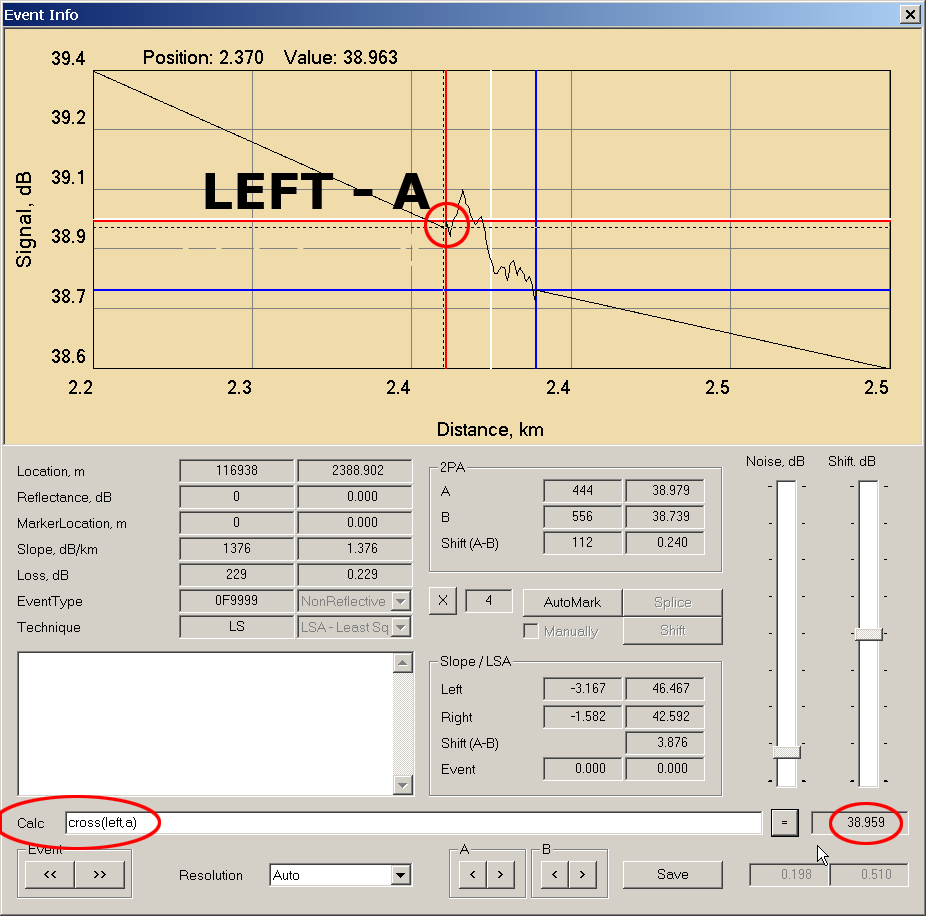 Event Info
Position: 2.370 Value: 38.963
39.4
39.2
39.1
38.9
38.7
38.6
Signal, dB
LEFT - A
2.2 2.3 2.4 2.4 2.5 2.5
Distance, km
Location, m 116938 2388.902
Reflectance, dB 0 0.000
MarkerLocation, m 0 0.000
Slope, dB/km 1376 1.376
Loss, dB 229 0.229
EventType 0F9999 NonReflective
Technique LS LSA - Least Sq
2PA
A 444 38.979
B 556 38.739
Shift (A-B) 112 0.240
X 4 AutoMark Splice
Manually Shift
Slope / LSA
Left -3.167 46.467
Right -1.582 42.592
Shift (A-B) 3.876
Event 0.000 0.000
Noise, dB Shift. dB
Calc cross(left,a) = 38.959
Event
<< >>
Resolution Auto
A
< >
B
< >
Save
0.198 0.510